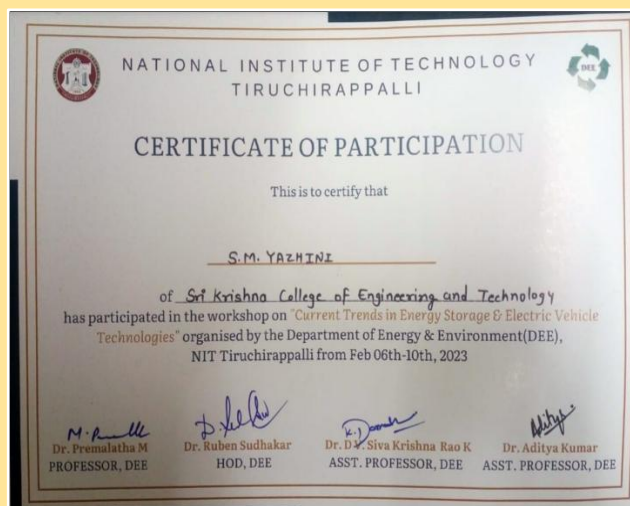 NATIONAL INSTITUTE OF TECHNOLOGY
TIRUCHIRAPPALLI
DEE
CERTIFICATE OF PARTICIPATION
This is to certify that
S.M. YAZHINI
of Sri Krishna College of Engineering and Technology
has participated in the workshop on "Current Trends in Energy Storage & Electric Vehicle
Technologies" organised by the Department of Energy & Environment(DEE),
NIT Tiruchirappalli from Feb 06th-10th, 2023
Dr. Premalatha M
PROFESSOR, DEE
Dr. Ruben Sudhakar
HOD, DEE
Dr. D.V. Siva Krishna Rao K
ASST. PROFESSOR, DEE
Aditya
Dr. Aditya Kumar
ASST. PROFESSOR, DEE